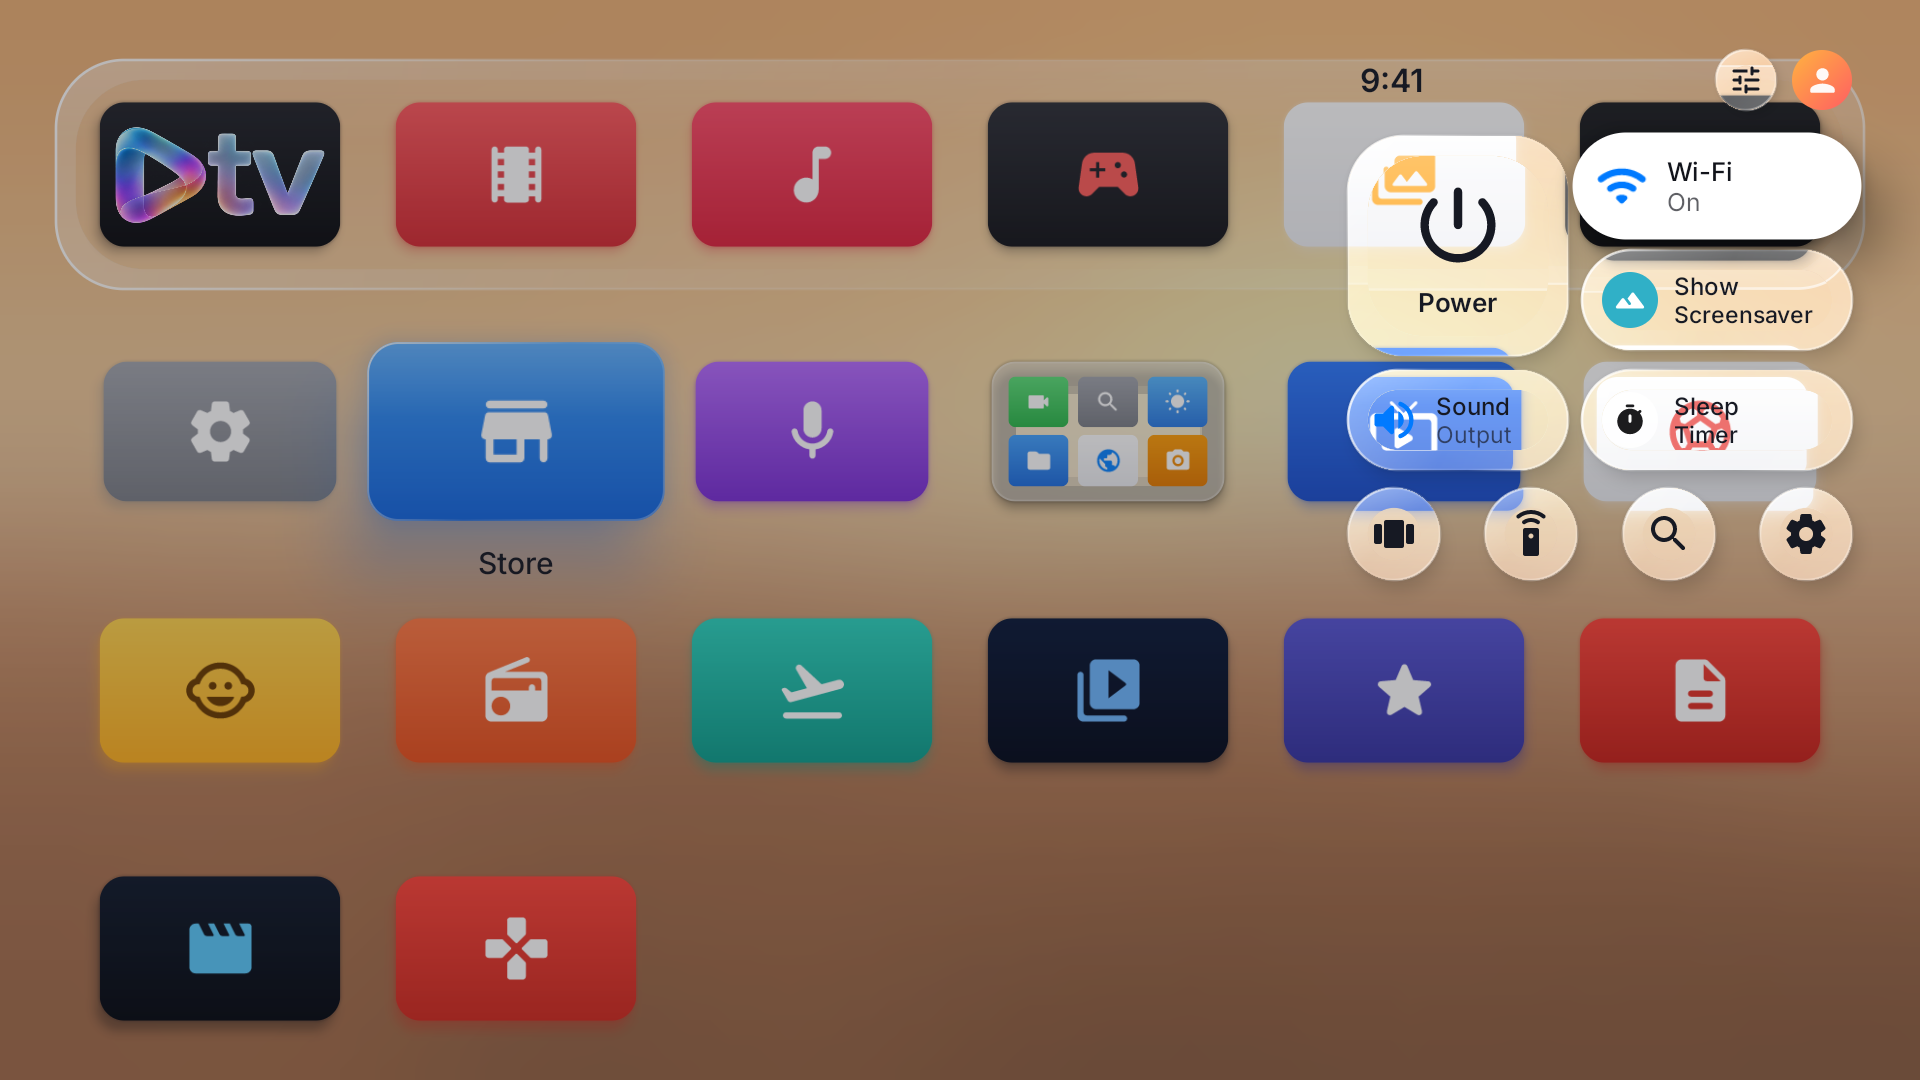 9:41
tv
Wi-Fi
On
Power
Show
Screensaver
Sound
Output
Sleep
Timer
Store